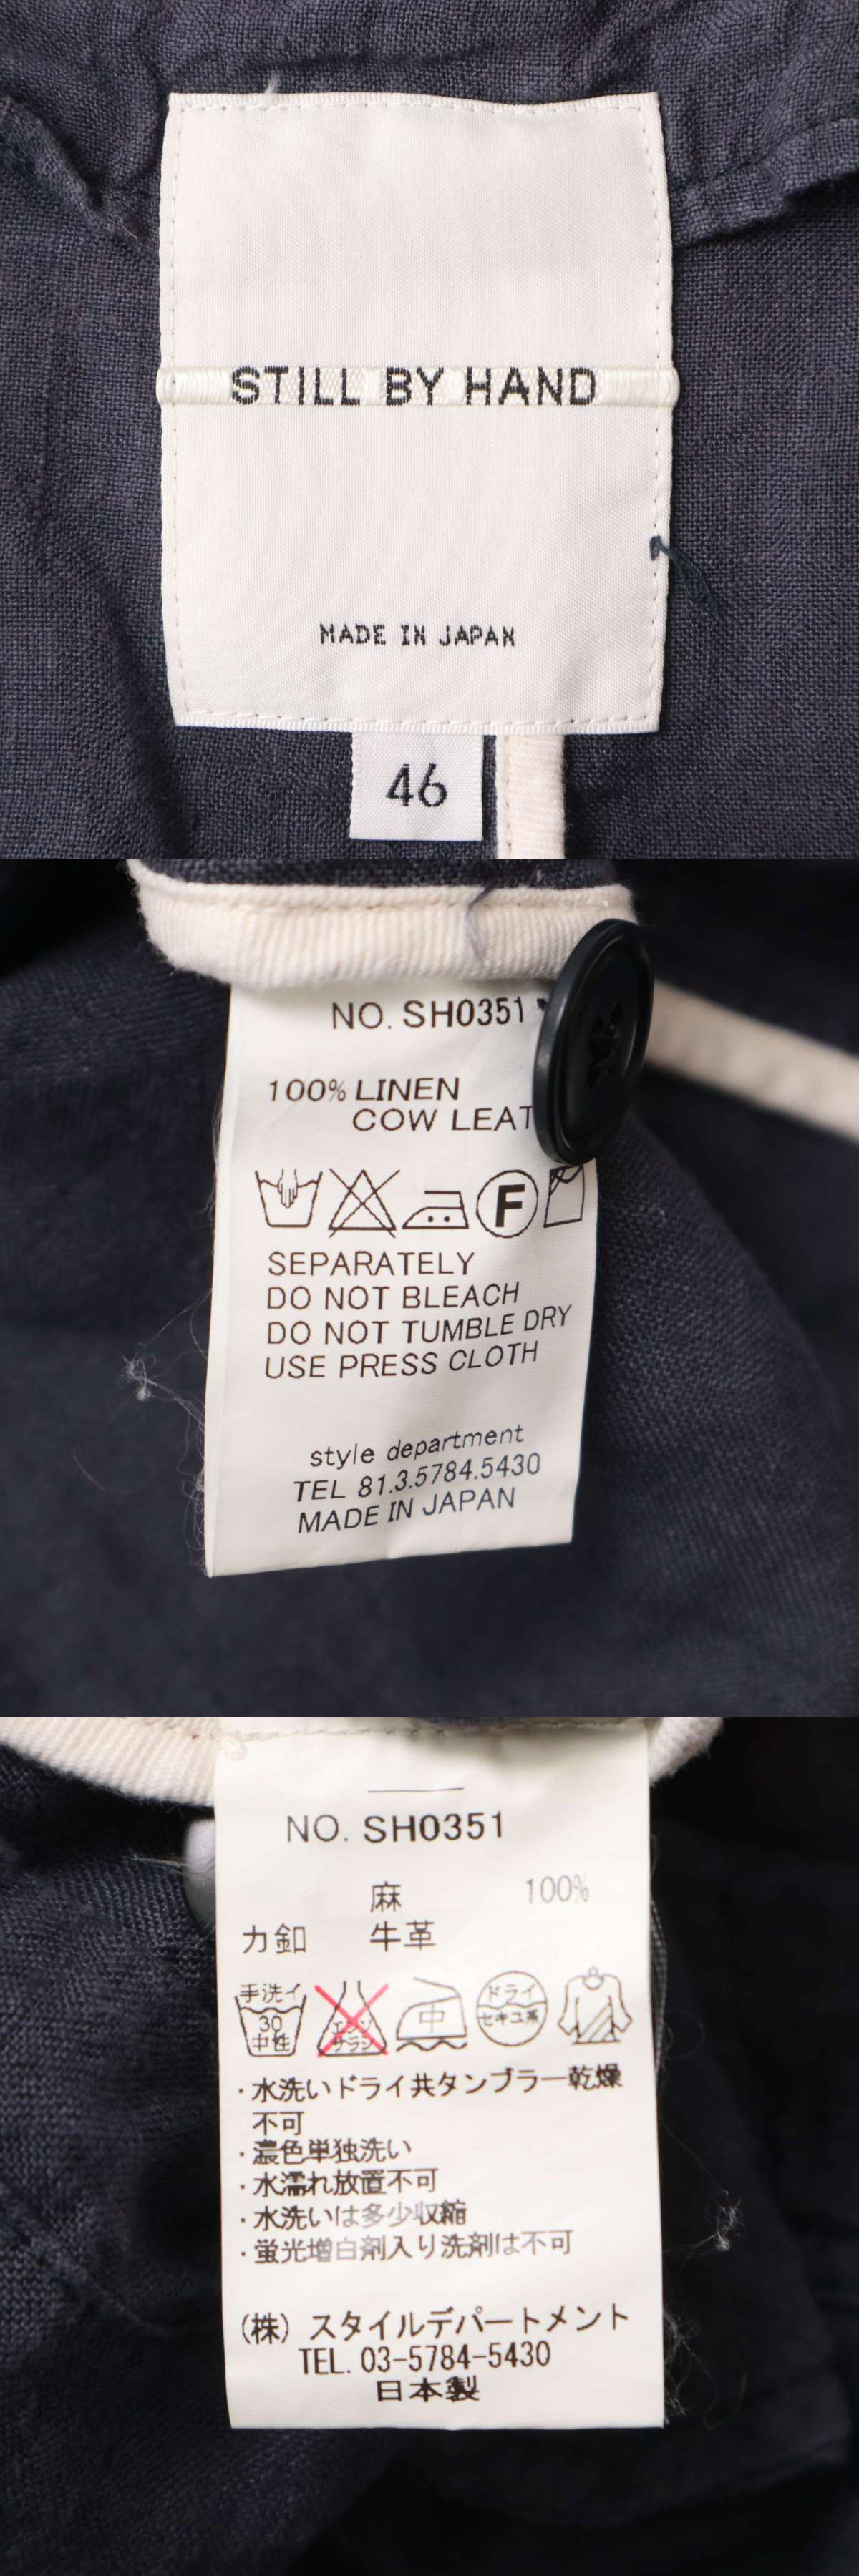 STILL BY HAND
MADE IN JAPAN
46
NO. SH0351
100% LINEN
COW LEAT
F
SEPARATELY
DO NOT BLEACH
DO NOT TUMBLE DRY
USE PRESS CLOTH
style department
TEL 81.3.5784.5430
MADE IN JAPAN
NO. SH0351
麻 100%
力釦 牛革
手洗イ
30
中性
エンソ
サラシ
中
ドライ
セキユ系
・水洗いドライ共タンブラー乾燥
不可
・濃色単独洗い
・水濡れ放置不可
・水洗いは多少収縮
・蛍光増白剤入り洗剤は不可
(株) スタイルデパートメント
TEL. 03-5784-5430
日本製